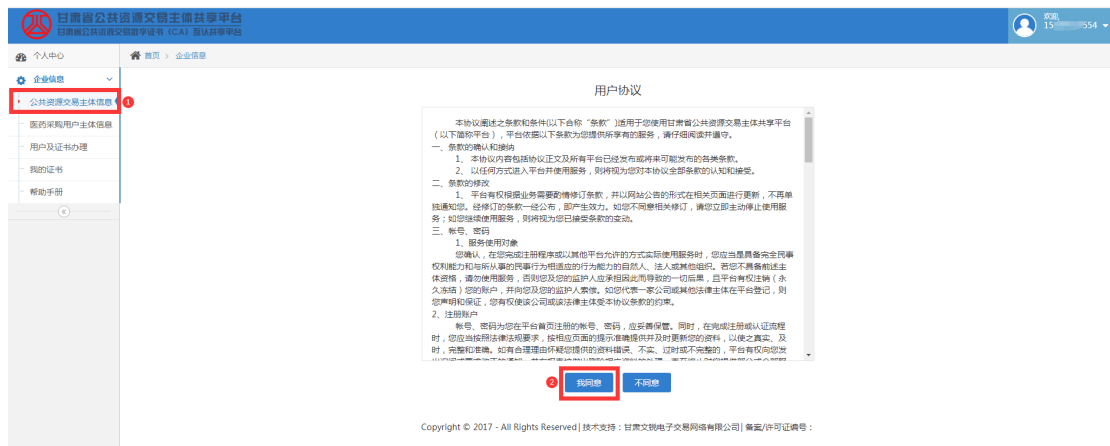 甘肃省公共资源交易主体共享平台
甘肃省公共资源交易数字证书（CA）互认共享平台
欢迎,
15 554
个人中心
首页 > 企业信息
企业信息
公共资源交易主体信息
1
医药采购用户主体信息
用户及证书办理
我的证书
帮助手册
用户协议
本协议阐述之条款和条件(以下合称“条款”)适用于您使用甘肃省公共资源交易主体共享平台
（以下简称平台），平台依据以下条款为您提供所享有的服务，请仔细阅读并遵守。
一、条款的确认和接纳
1、 本协议内容包括协议正文及所有平台已经发布或将来可能发布的各类条款。
2、 以任何方式进入平台并使用服务，则将视为您对本协议全部条款的认知和接受。
二、条款的修改
1、 平台有权根据业务需要酌情修订条款，并以网站公告的形式在相关页面进行更新，不再单
独通知您。经修订的条款一经公布，即产生效力。如您不同意相关修订，请您立即主动停止使用服
务；如您继续使用服务，则将视为您已接受条款的变动。
三、帐号、密码
1、服务使用对象
您确认，在您完成注册程序或以其他平台允许的方式实际使用服务时，您应当是具备完全民事
权利能力和与所从事的民事行为相适应的行为能力的自然人、法人或其他组织。若您不具备前述主
体资格，请勿使用服务，否则您及您的监护人应承担因此而导致的一切后果，且平台有权注销（永
久冻结）您的账户，并向您及您的监护人索偿。如您代表一家公司或其他法律主体在平台登记，则
您声明和保证，您有权使该公司或该法律主体受本协议条款的约束。
2、注册账户
帐号、密码为您在平台首页注册的帐号、密码，应妥善保管。同时，在完成注册或认证流程
时，您应当按照法律法规要求，按相应页面的提示准确提供并及时更新您的资料，以使之真实、及
时，完整和准确。如有合理理由怀疑您提供的资料错误、不实、过时或不完整的，平台有权向您发
2
我同意
不同意
Copyright © 2017 - All Rights Reserved| 技术支持：甘肃文锐电子交易网络有限公司| 备案/许可证编号：